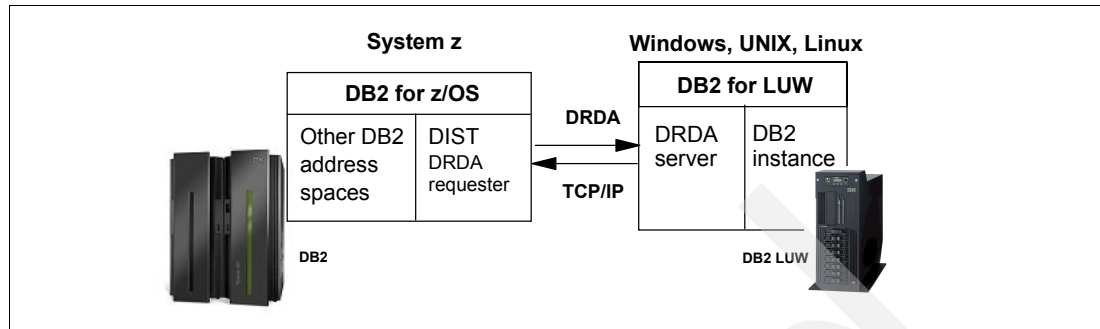 System z
Windows, UNIX, Linux
DB2 for z/OS
Other DB2
address
spaces
DIST
DRDA
requester
DRDA
TCP/IP
DB2 for LUW
DRDA
server
DB2
instance
DB2
DB2 LUW